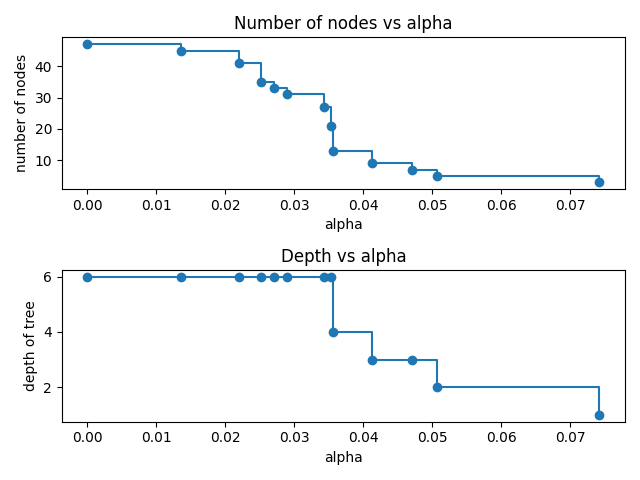 Number of nodes vs alpha
number of nodes
40
30
20
10
0.00 0.01 0.02 0.03 0.04 0.05 0.06 0.07
alpha
Depth vs alpha
depth of tree
6
4
2
0.00 0.01 0.02 0.03 0.04 0.05 0.06 0.07
alpha